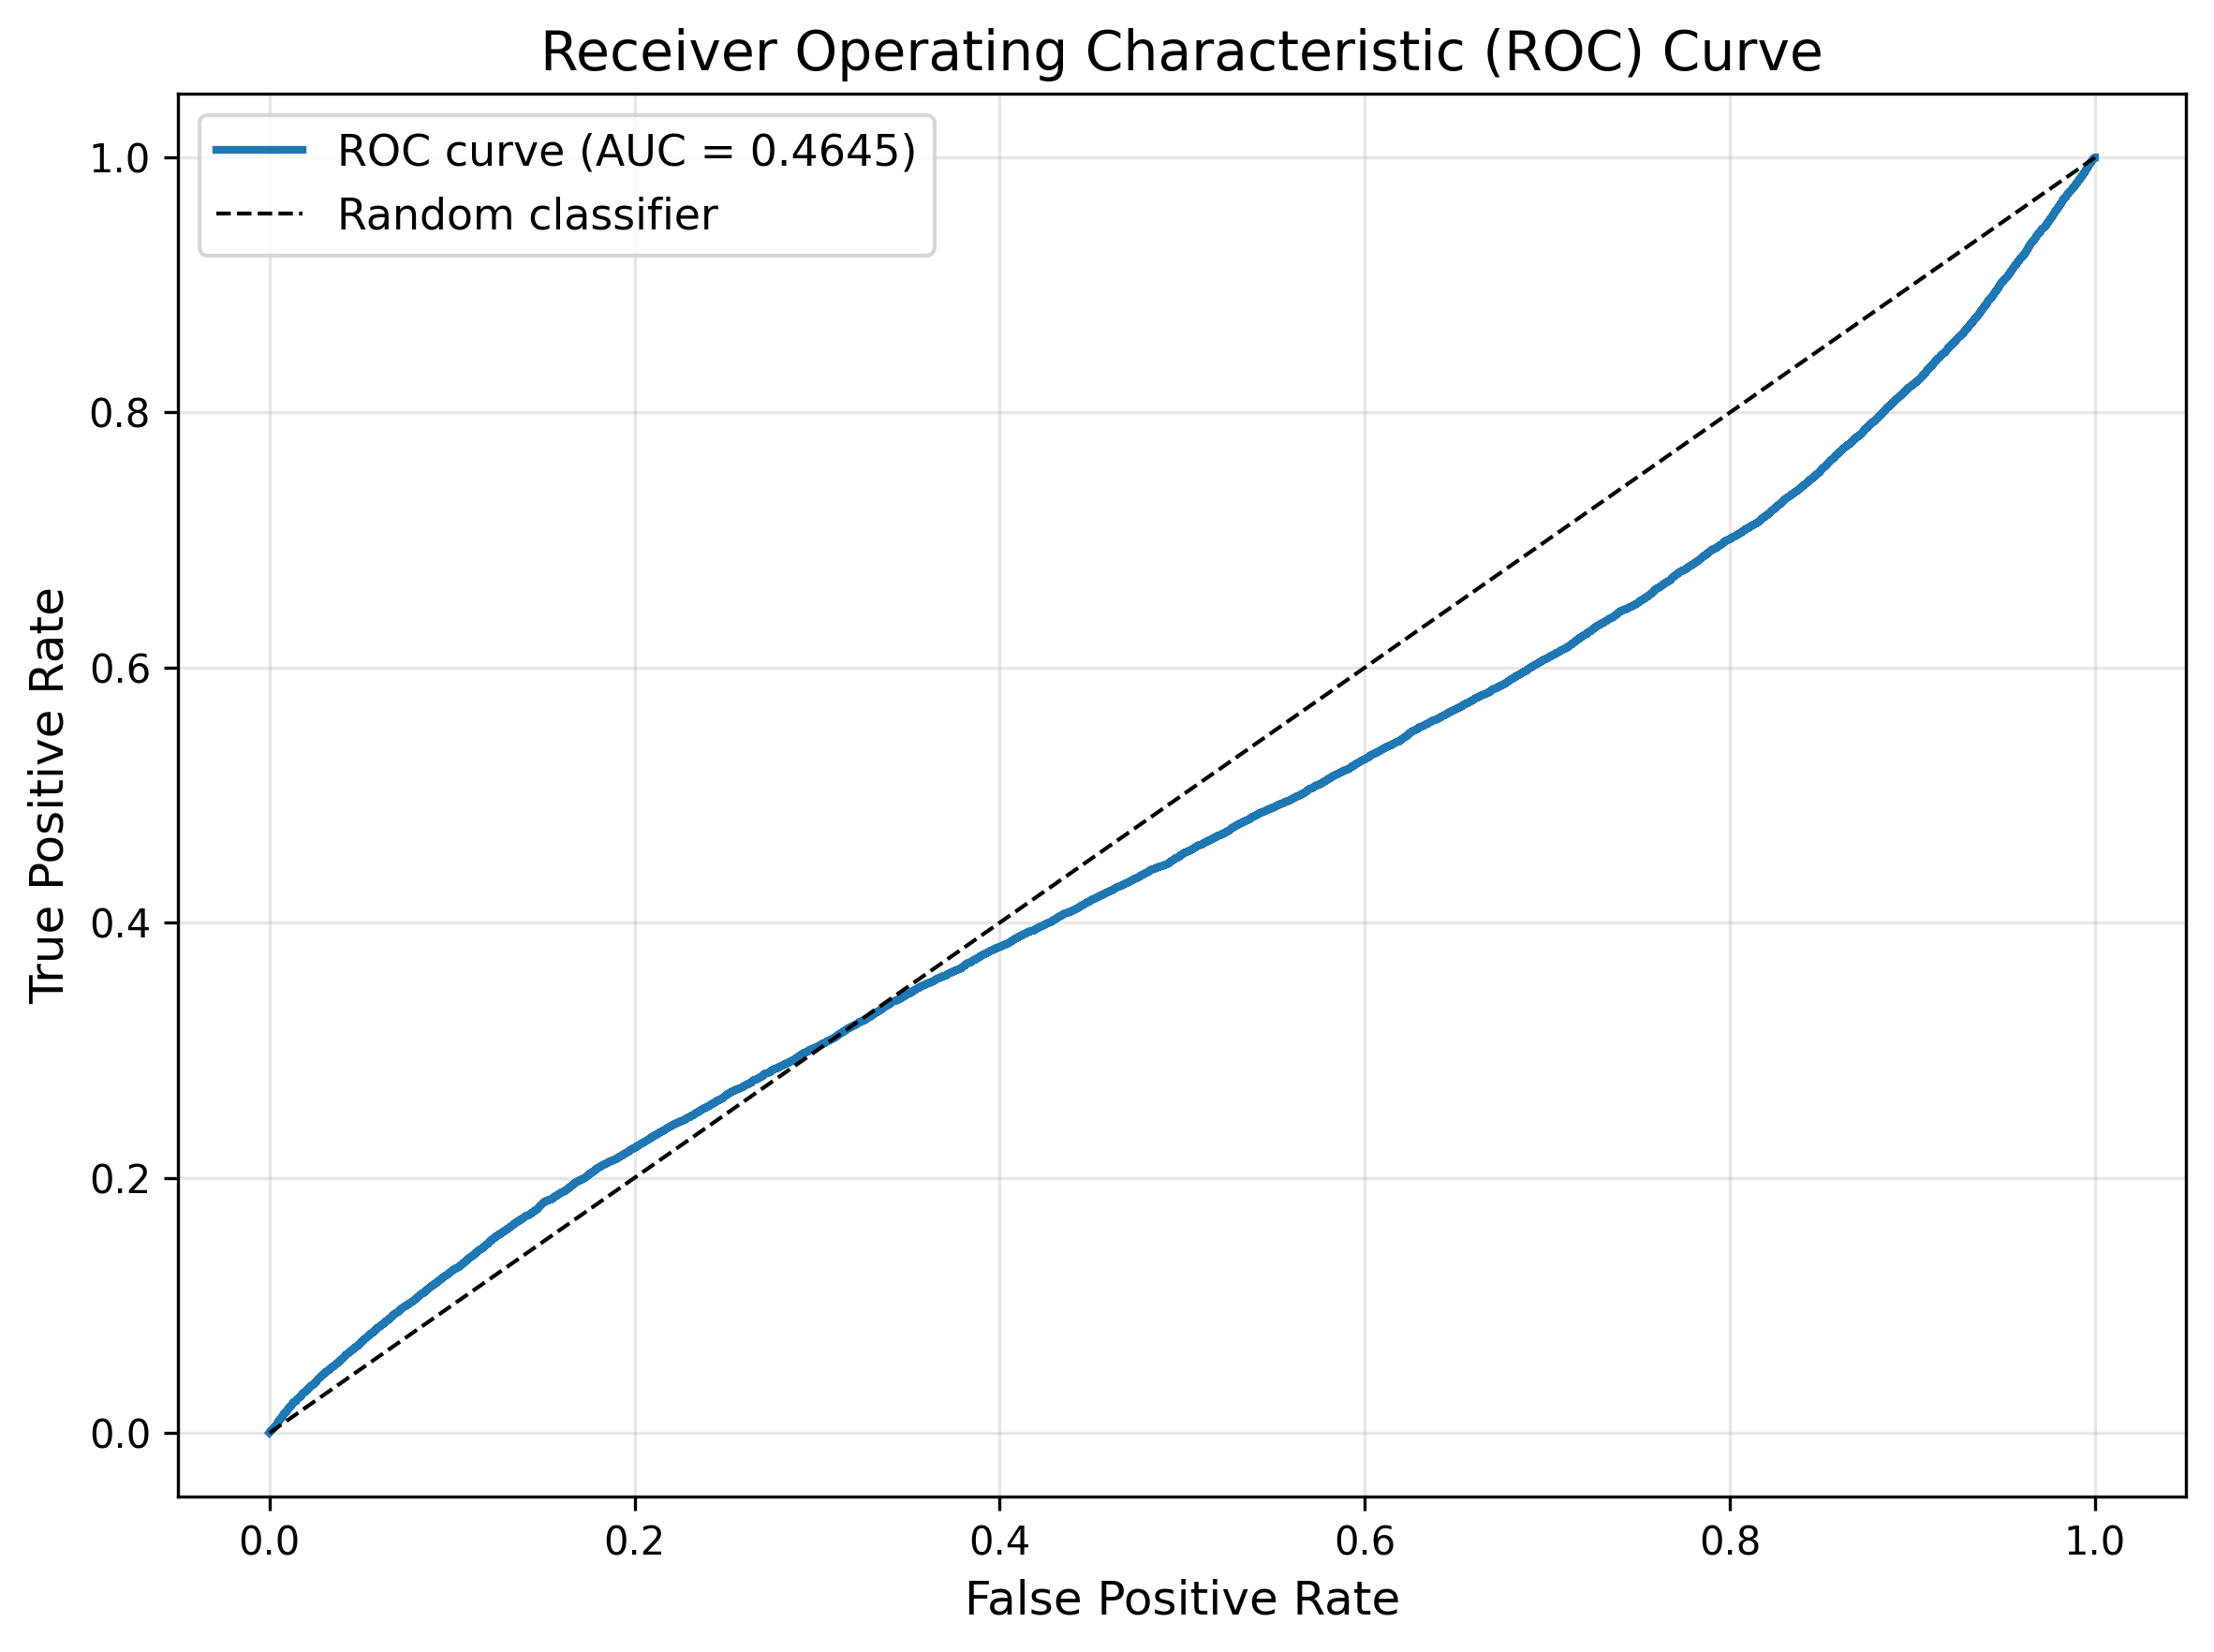 Receiver Operating Characteristic (ROC) Curve
ROC curve (AUC = 0.4645)
Random classifier
True Positive Rate
1.0
0.8
0.6
0.4
0.2
0.0
0.0 0.2 0.4 0.6 0.8 1.0
False Positive Rate